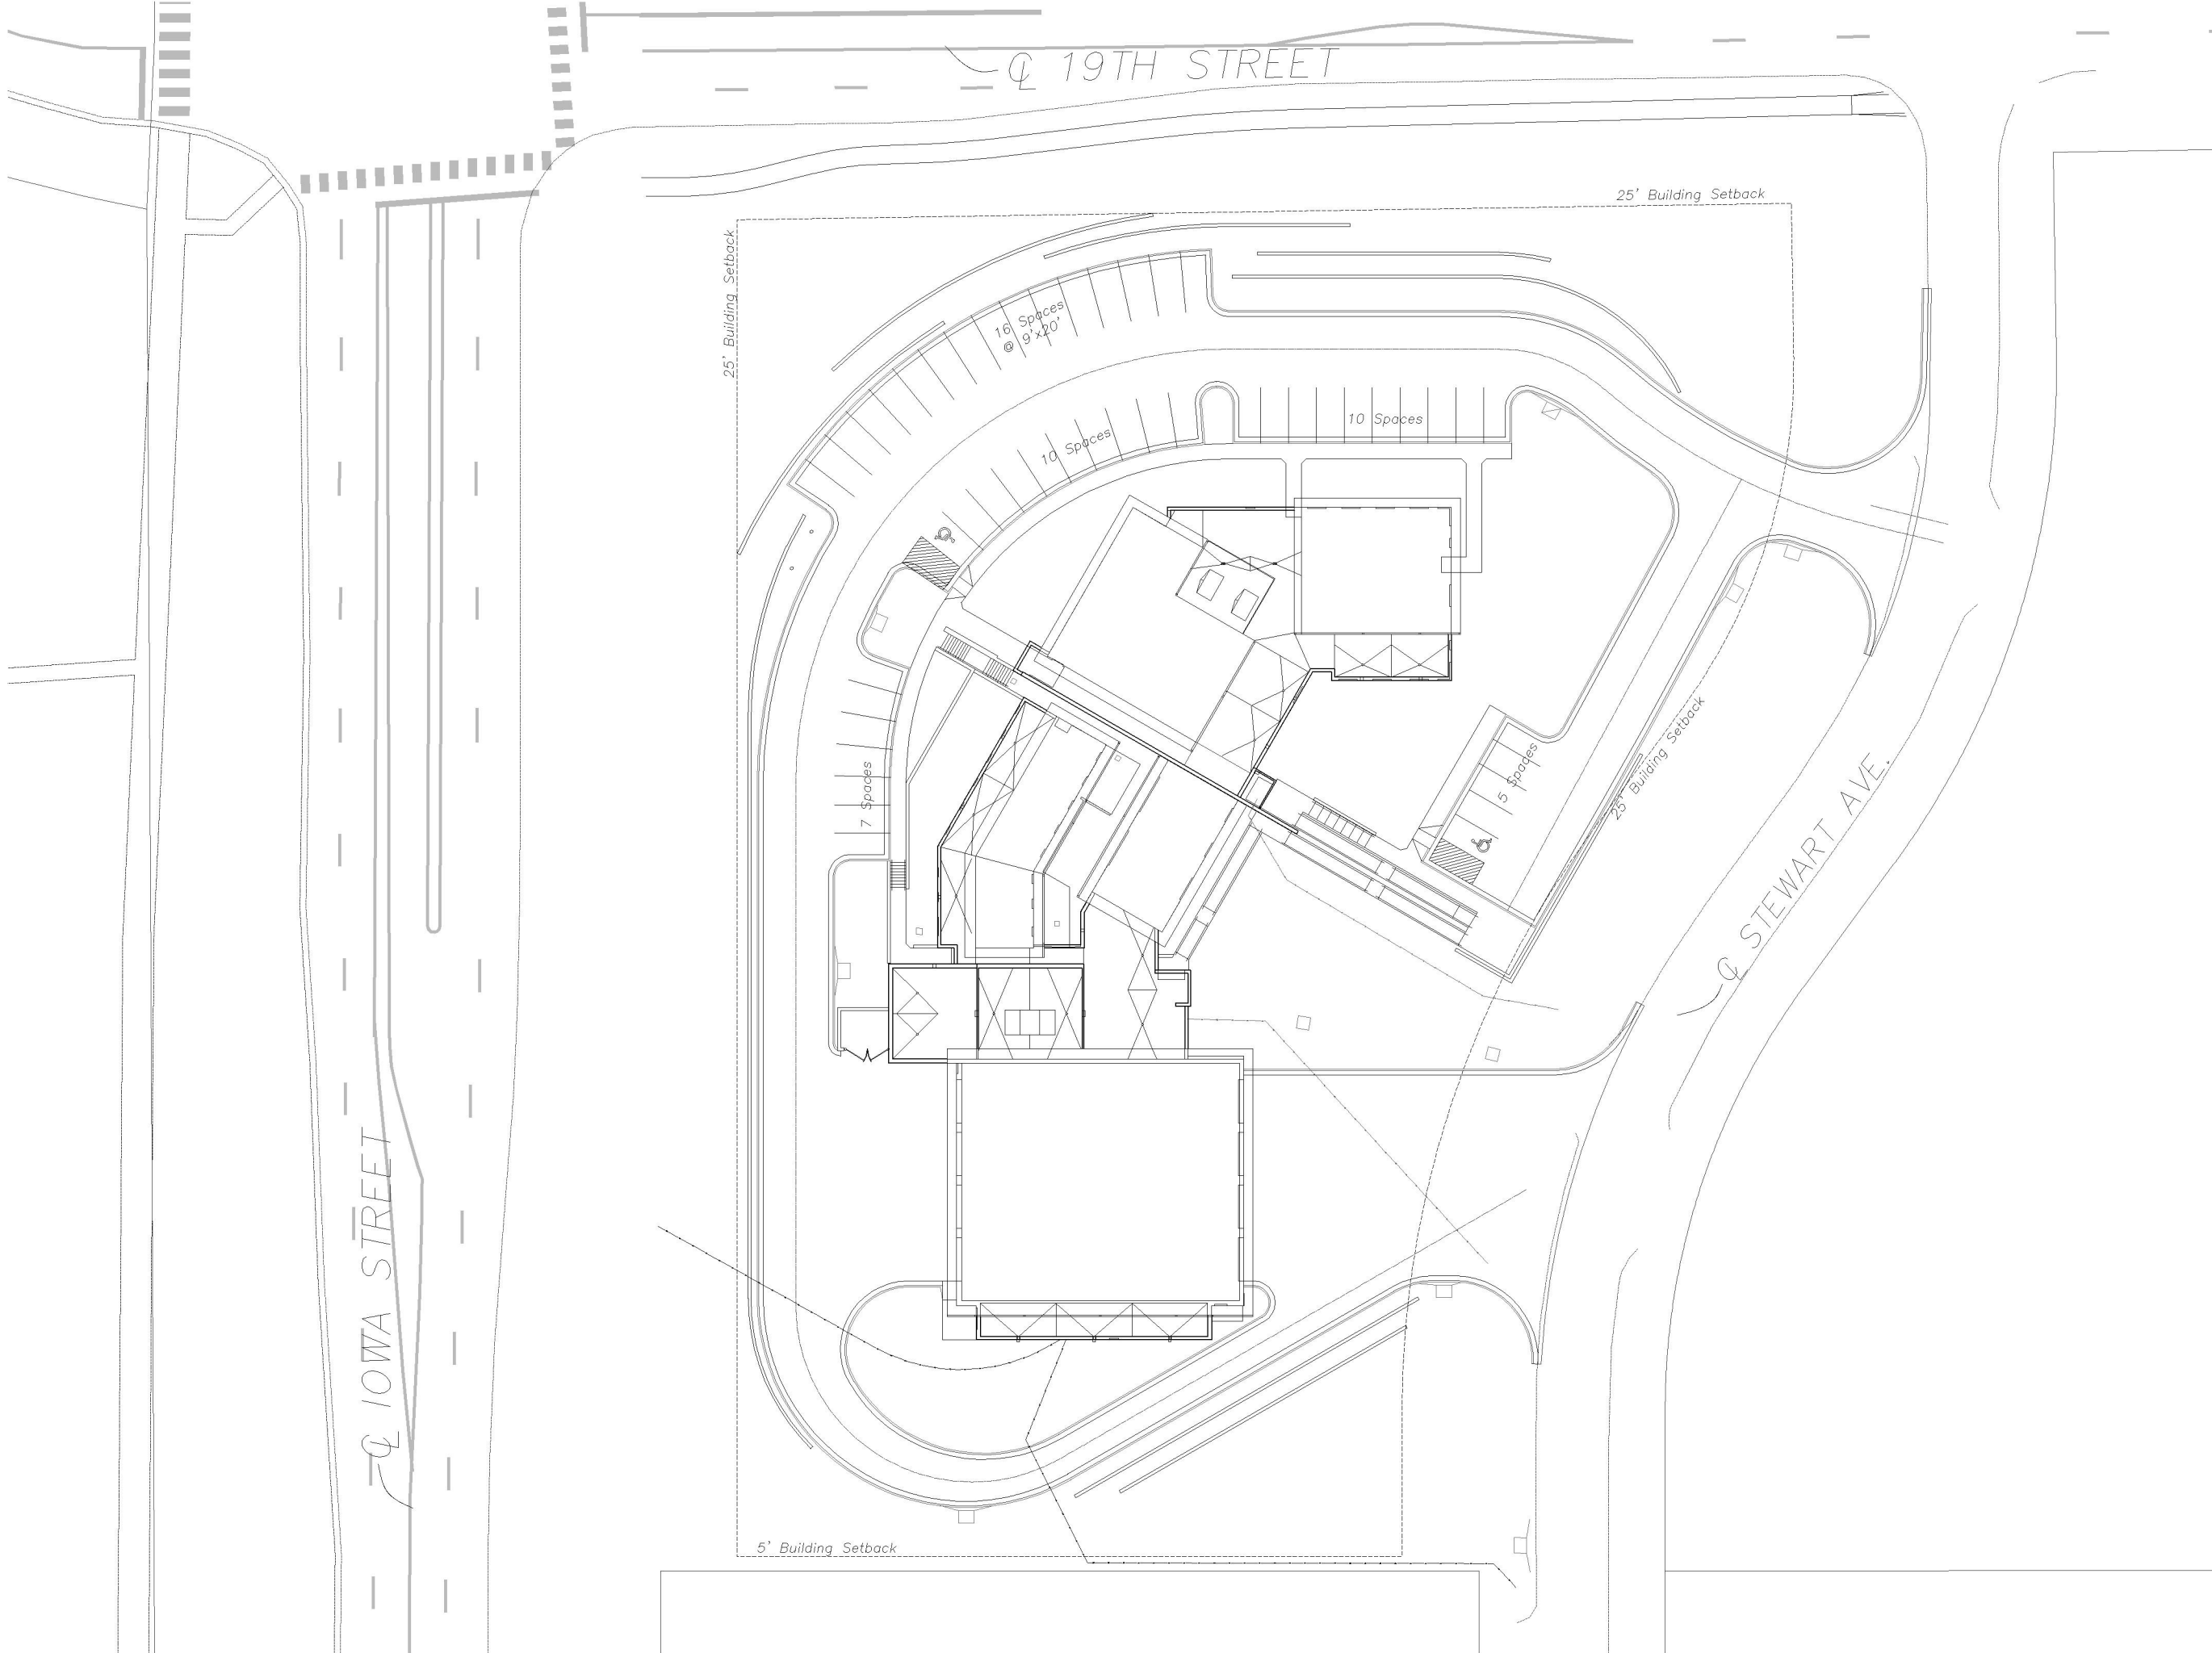 ℄ 19TH STREET
25' Building Setback
25' Building Setback
16 Spaces
@ 9'x20'
10 Spaces
10 Spaces
7 Spaces
5 Spaces
25' Building Setback
℄ STEWART AVE.
℄ IOWA STREET
5' Building Setback